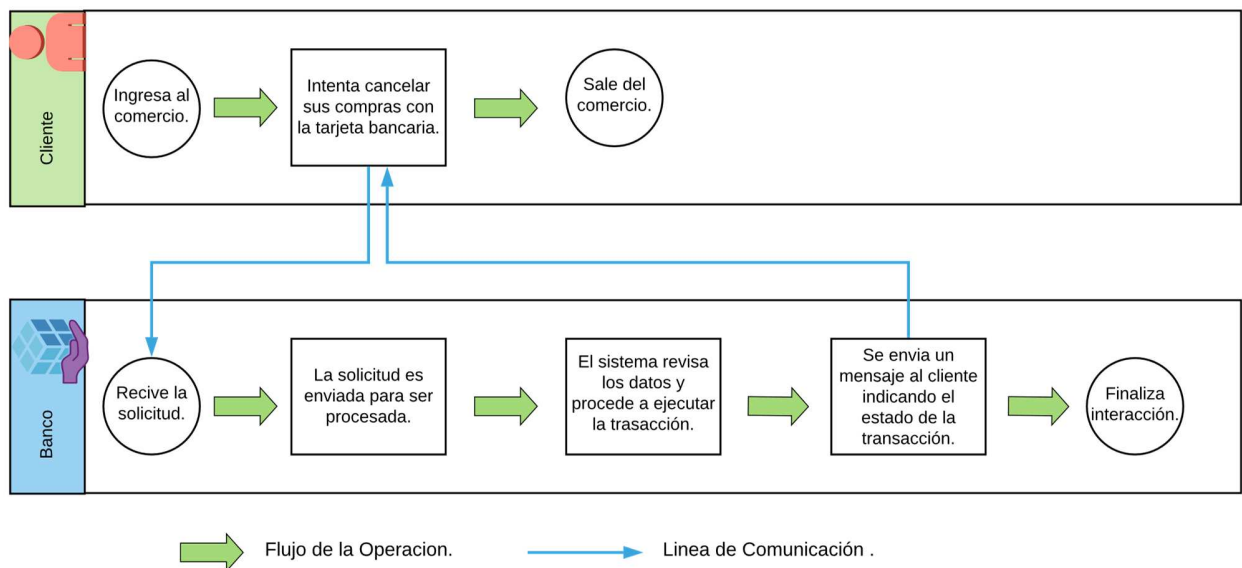 Cliente
Ingresa al
comercio.
Intenta cancelar
sus compras con
la tarjeta bancaria.
Sale del
comercio.
Banco
Recive la
solicitud.
La solicitud es
enviada para ser
procesada.
El sistema revisa
los datos y
procede a ejecutar
la trasacción.
Se envia un
mensaje al cliente
indicando el
estado de la
transacción.
Finaliza
interacción.
Flujo de la Operacion.
Linea de Comunicación .